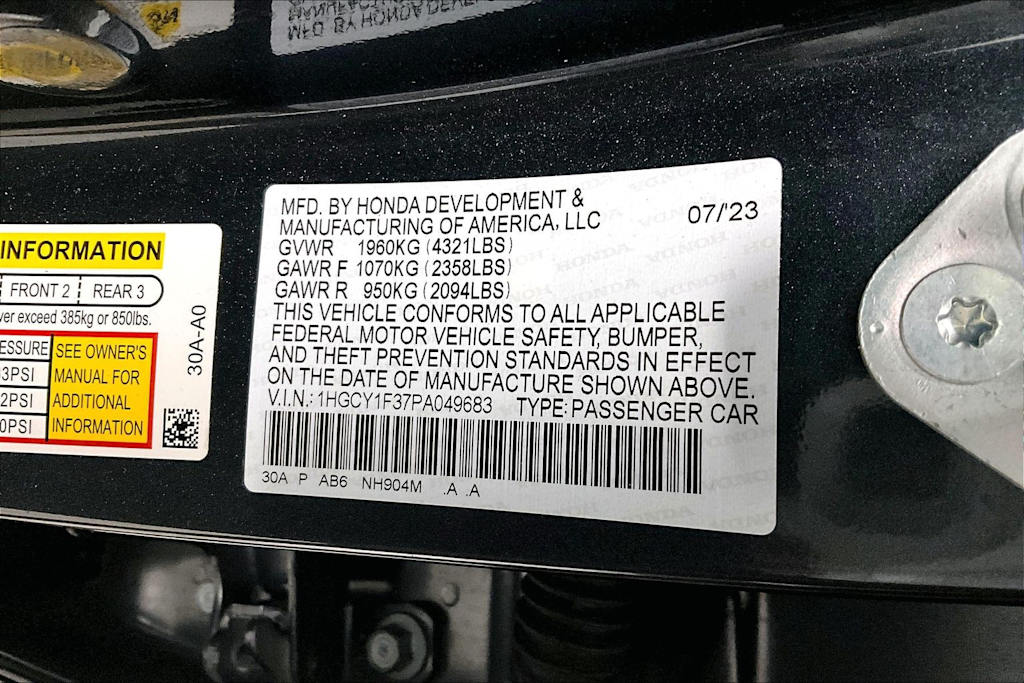 MFD. BY HONDA DEVELOPMENT &
MANUFACTURING OF AMERICA, LLC 07/23
GVWR 1960KG (4321LBS)
GAWR F 1070KG (2358LBS)
GAWR R 950KG (2094LBS)
THIS VEHICLE CONFORMS TO ALL APPLICABLE
FEDERAL MOTOR VEHICLE SAFETY, BUMPER,
AND THEFT PREVENTION STANDARDS IN EFFECT
ON THE DATE OF MANUFACTURE SHOWN ABOVE.
V.I.N.: 1HGCY1F37PA049683 TYPE: PASSENGER CAR
30A P AB6 NH904M .A .A
INFORMATION
FRONT 2 REAR 3
exceed 385kg or 850lbs.
SEE OWNER'S
MANUAL FOR
ADDITIONAL
INFORMATION
30A-A0